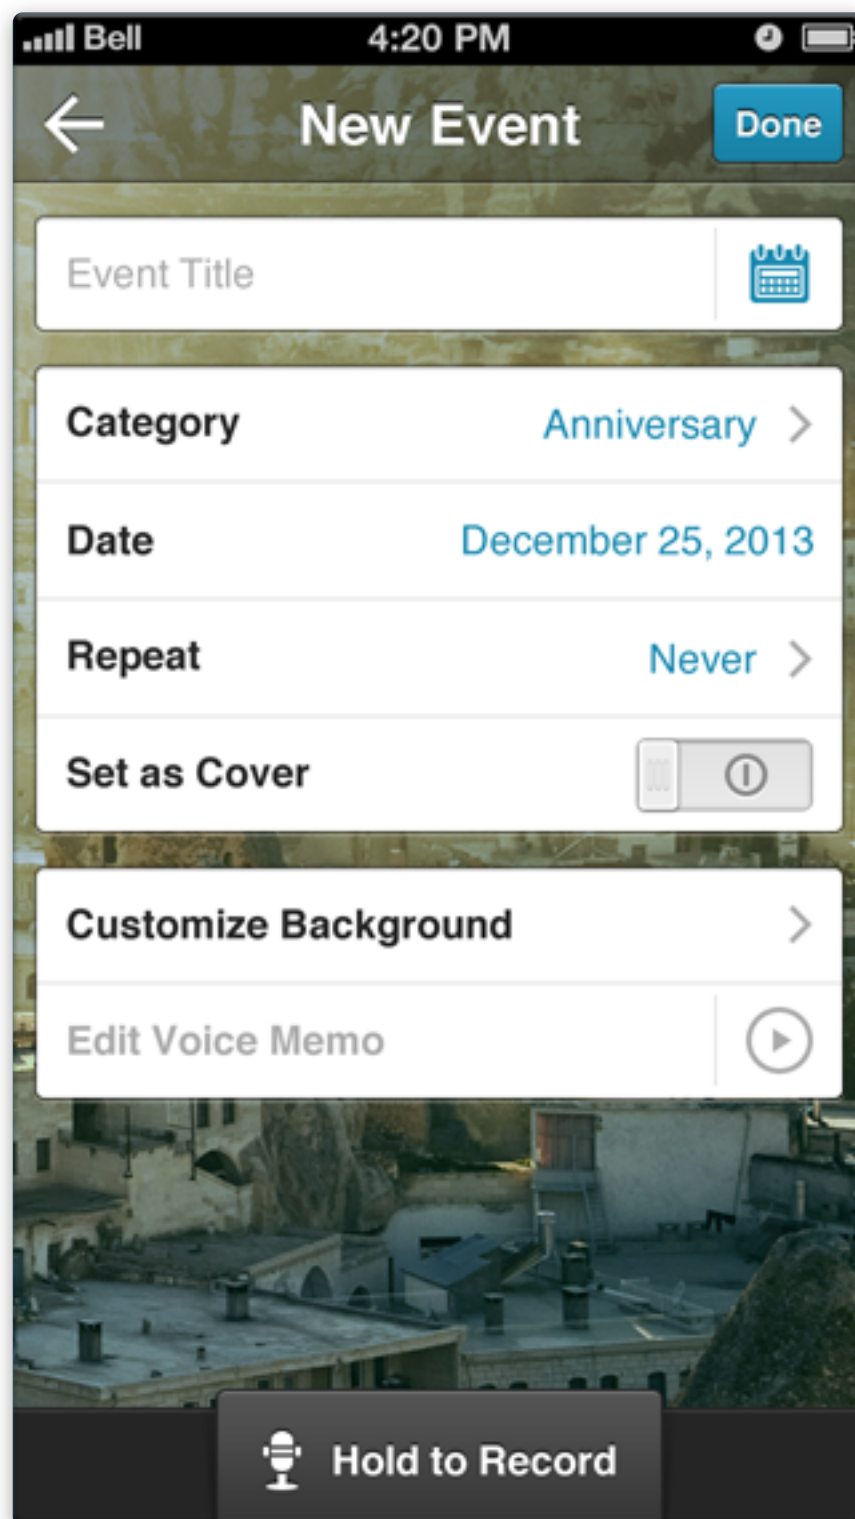 Bell 4:20 PM
New Event Done
Event Title
Category Anniversary
Date December 25, 2013
Repeat Never
Set as Cover
Customize Background
Edit Voice Memo
Hold to Record